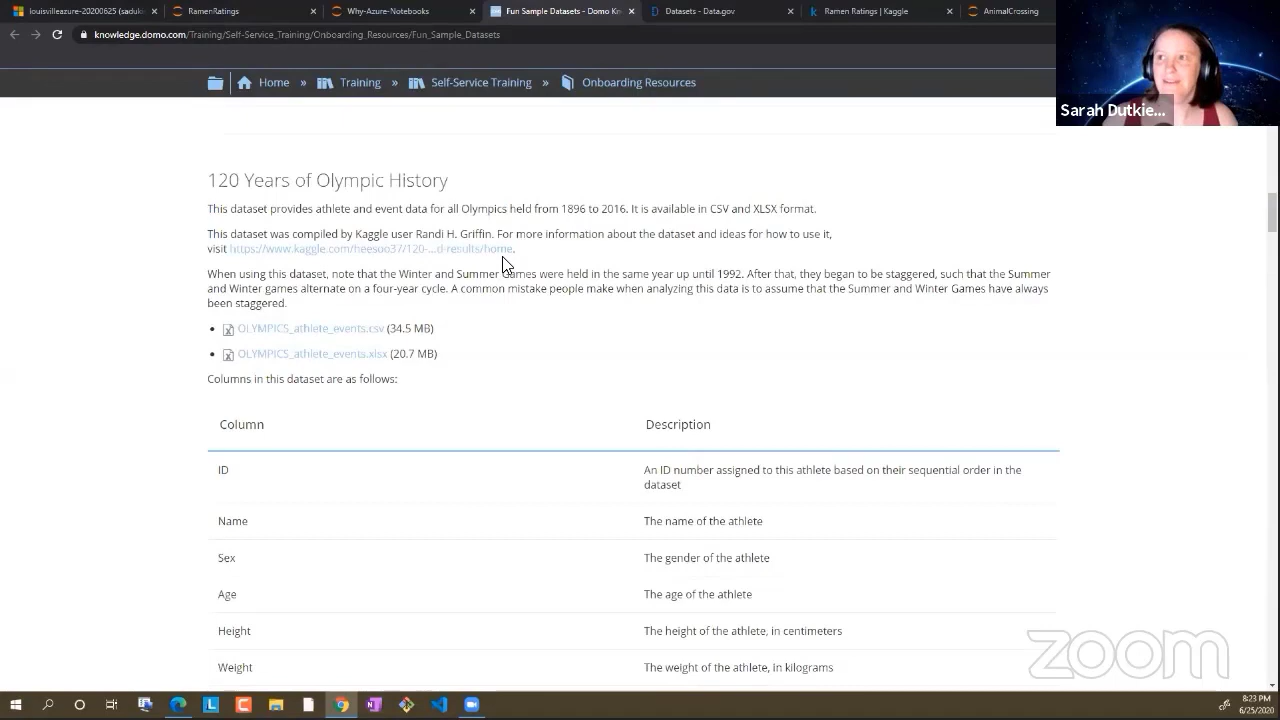 louisvilleazure-20200625 (saduki
RamenRatings
Why-Azure-Notebooks
Fun Sample Datasets - Domo Kn
Datasets - Data.gov
Ramen Ratings | Kaggle
AnimalCrossing
knowledge.domo.com/Training/Self-Service_Training/Onboarding_Resources/Fun_Sample_Datasets
Home » Training » Self-Service Training » Onboarding Resources
Sarah Dutkie...
120 Years of Olympic History
This dataset provides athlete and event data for all Olympics held from 1896 to 2016. It is available in CSV and XLSX format.
This dataset was compiled by Kaggle user Randi H. Griffin. For more information about the dataset and ideas for how to use it,
visit https://www.kaggle.com/heesoo37/120-...d-results/home.
When using this dataset, note that the Winter and Summer Games were held in the same year up until 1992. After that, they began to be staggered, such that the Summer
and Winter games alternate on a four-year cycle. A common mistake people make when analyzing this data is to assume that the Summer and Winter Games have always
been staggered.
OLYMPICS_athlete_events.csv (34.5 MB)
OLYMPICS_athlete_events.xlsx (20.7 MB)
Columns in this dataset are as follows:
Column Description
ID An ID number assigned to this athlete based on their sequential order in the
dataset
Name The name of the athlete
Sex The gender of the athlete
Age The age of the athlete
Height The height of the athlete, in centimeters
Weight The weight of the athlete, in kilograms
zoom
8:23 PM
6/25/2020